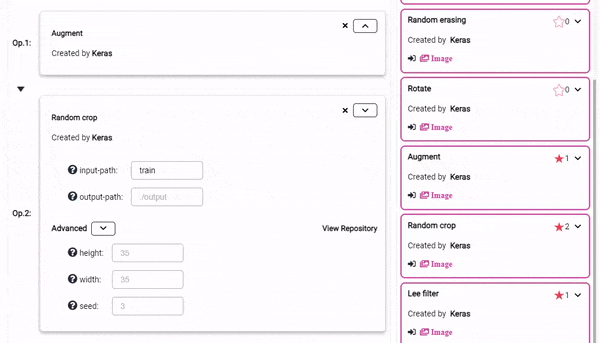 Op.1:
Augment
Created by Keras
Op.2:
Random crop
Created by Keras
input-path: train
output-path: ./output
Advanced
View Repository
height: 35
width: 35
seed: 3
Random erasing 0
Created by Keras
Image
Rotate 0
Created by Keras
Image
Augment 1
Created by Keras
Image
Random crop 2
Created by Keras
Image
Lee filter 1
Created by Keras
Image